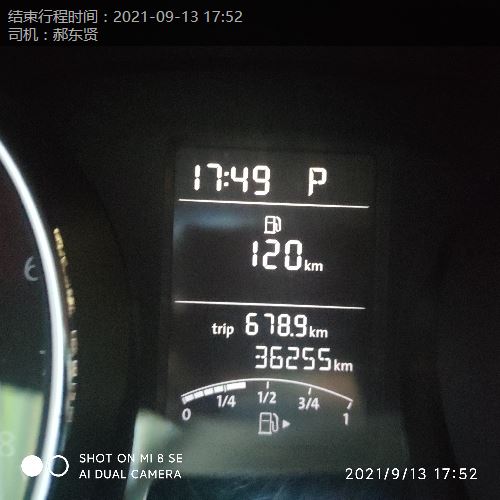 结束行程时间：2021-09-13 17:52
司机：郝东贤
17:49 P
120km
trip 678.9km
36255km
0 1/4 1/2 3/4 1
6
8
SHOT ON MI 8 SE
AI DUAL CAMERA
2021/9/13 17:52